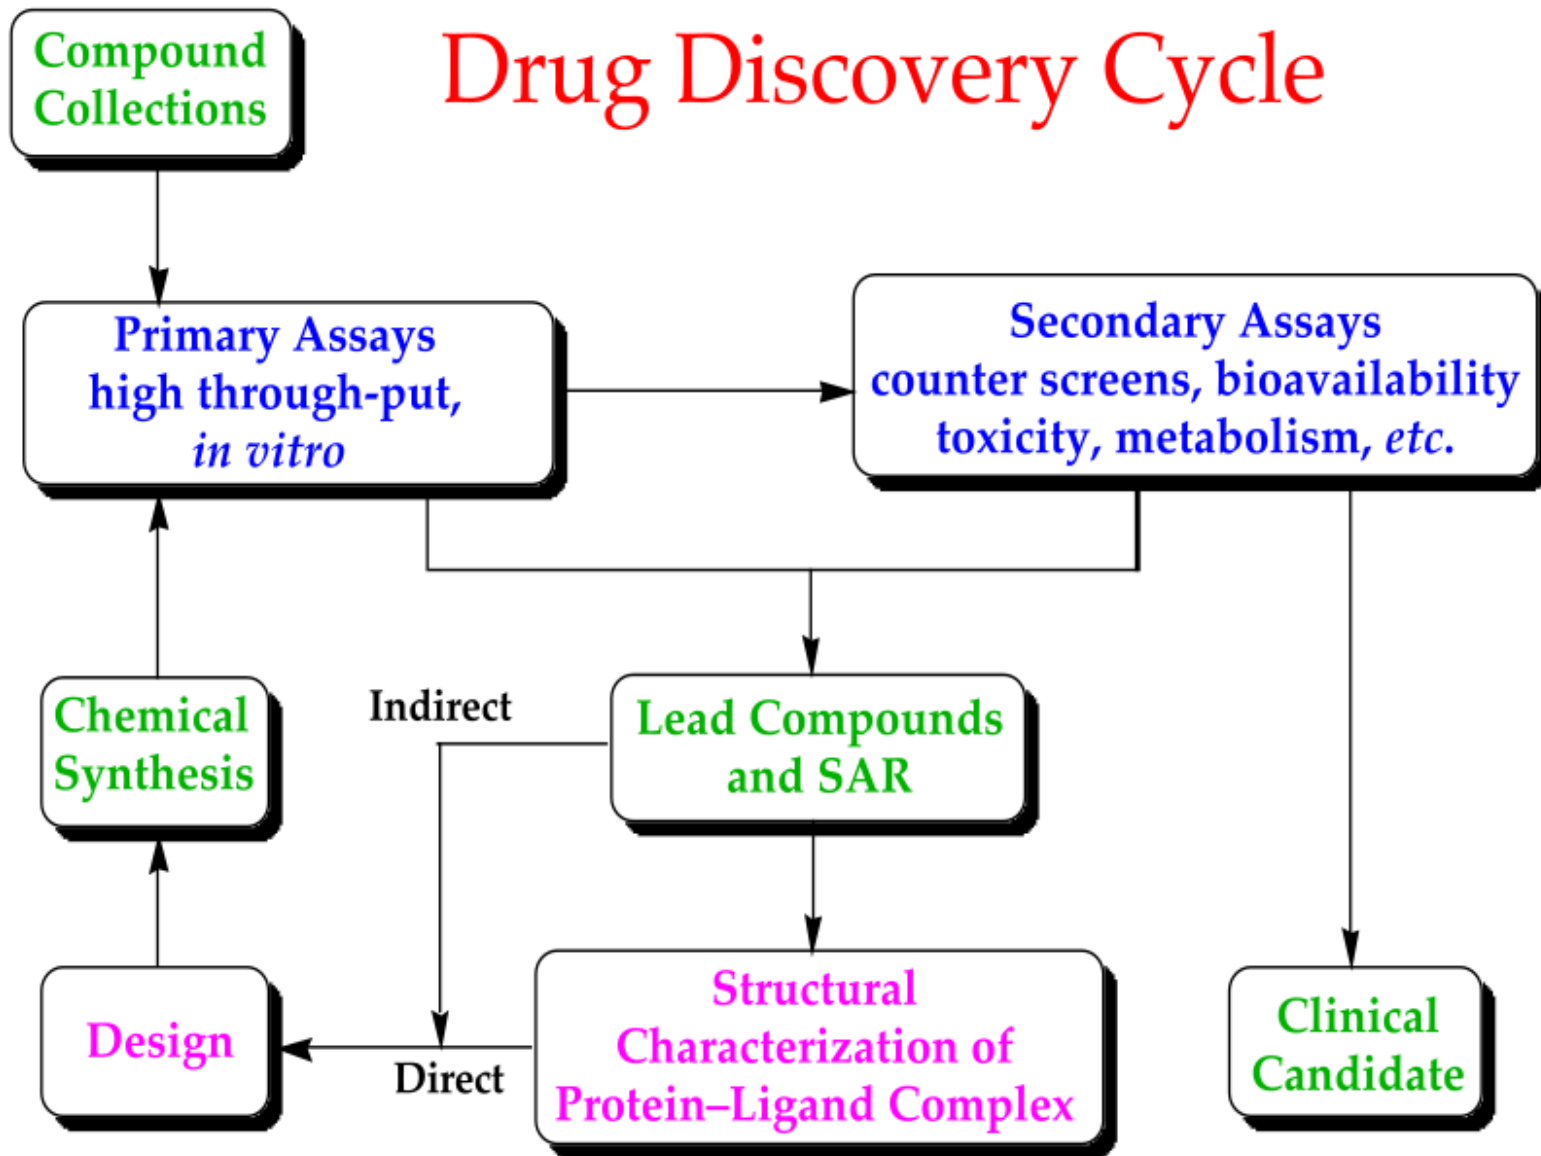 Compound
Collections
Drug Discovery Cycle
Primary Assays
high through-put,
in vitro
Secondary Assays
counter screens, bioavailability
toxicity, metabolism, etc.
Chemical
Synthesis
Indirect
Lead Compounds
and SAR
Design
Direct
Structural
Characterization of
Protein–Ligand Complex
Clinical
Candidate